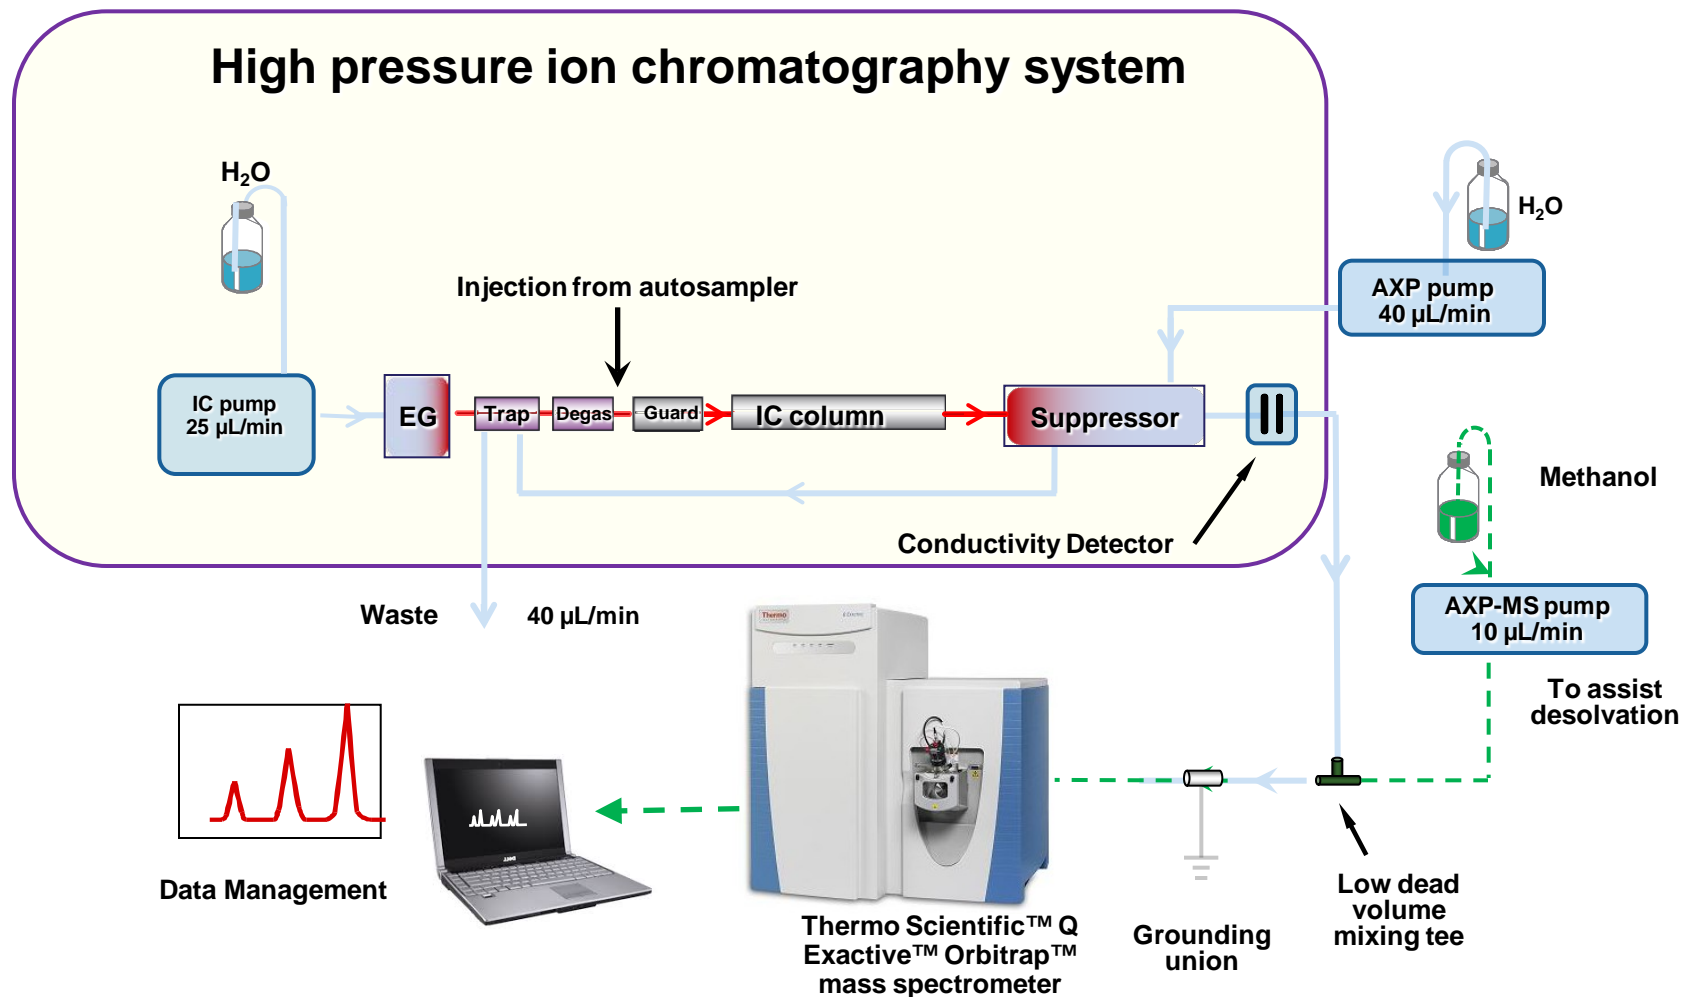 High pressure ion chromatography system
H₂O
H₂O
Injection from autosampler
AXP pump
40 µL/min
IC pump
25 µL/min
EG
Trap
Degas
Guard
IC column
Suppressor
Conductivity Detector
Methanol
Waste
40 µL/min
AXP-MS pump
10 µL/min
To assist
desolvation
Thermo
Data Management
Low dead
volume
mixing tee
Grounding
union
Thermo Scientific™ Q
Exactive™ Orbitrap™
mass spectrometer